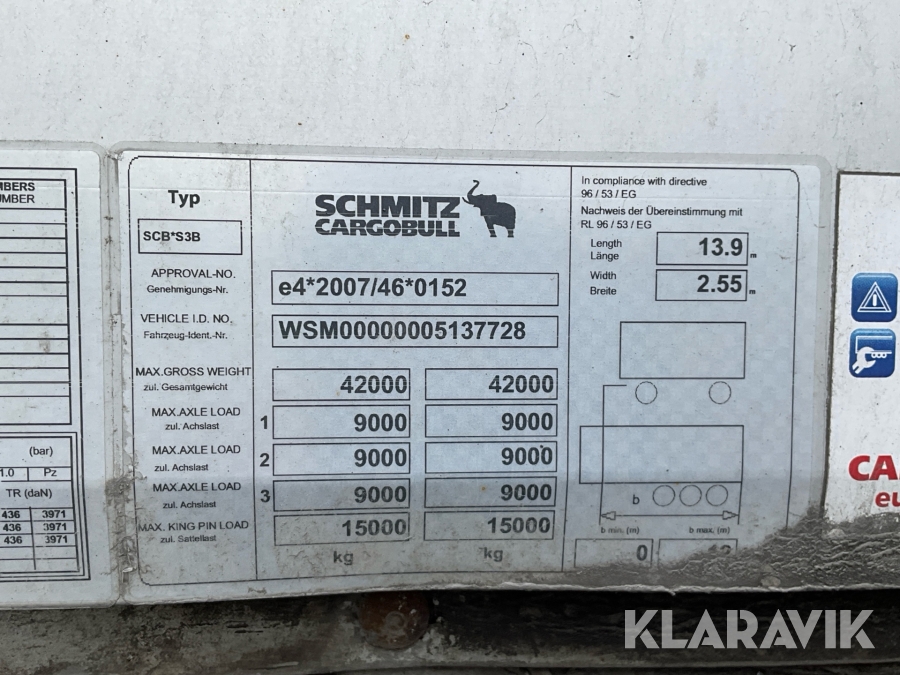 MBERS
NUMBER
(bar)
1.0 Pz
TR (daN)
436 3971
436 3971
436 3971
Typ
SCB*S3B
SCHMITZ
CARGOBULL
APPROVAL-NO.
Genehmigungs-Nr.
e4*2007/46*0152
VEHICLE I.D. NO.
Fahrzeug-Ident.-Nr.
WSM00000005137728
MAX.GROSS WEIGHT
zul. Gesamtgewicht
42000 42000
MAX.AXLE LOAD
zul. Achslast
1 9000 9000
MAX.AXLE LOAD
zul. Achslast
2 9000 9000
MAX.AXLE LOAD
zul. Achslast
3 9000 9000
MAX. KING PIN LOAD
zul. Sattellast
15000 15000
kg kg
In compliance with directive
96 / 53 / EG
Nachweis der Übereinstimmung mit
RL 96 / 53 / EG
Length
Länge
13.9 m
Width
Breite
2.55 m
b
b min. (m) b max. (m)
0 12
CA
eu
KLARAVIK